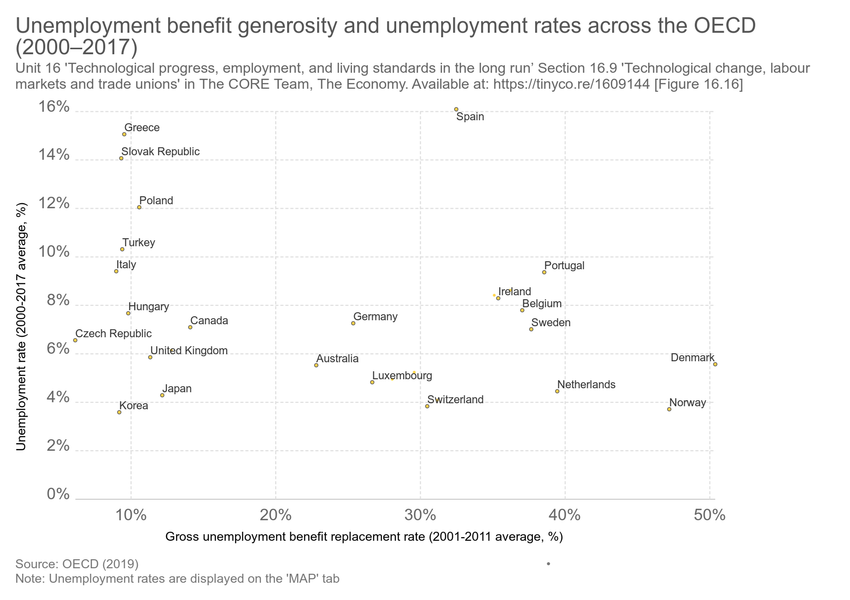 Unemployment benefit generosity and unemployment rates across the OECD
(2000–2017)
Unit 16 'Technological progress, employment, and living standards in the long run’ Section 16.9 'Technological change, labour
markets and trade unions' in The CORE Team, The Economy. Available at: https://tinyco.re/1609144 [Figure 16.16]
16%
Spain
Greece
Slovak Republic
14%
Poland
12%
Turkey
10%
Italy
Portugal
Ireland
8%
Belgium
Hungary
Germany
Canada
Sweden
Czech Republic
6%
United Kingdom
Australia
Denmark
Luxembourg
Japan
Netherlands
4%
Switzerland
Korea
Norway
2%
0%
Unemployment rate (2000-2017 average, %)
10% 20% 30% 40% 50%
Gross unemployment benefit replacement rate (2001-2011 average, %)
Source: OECD (2019)
Note: Unemployment rates are displayed on the 'MAP' tab